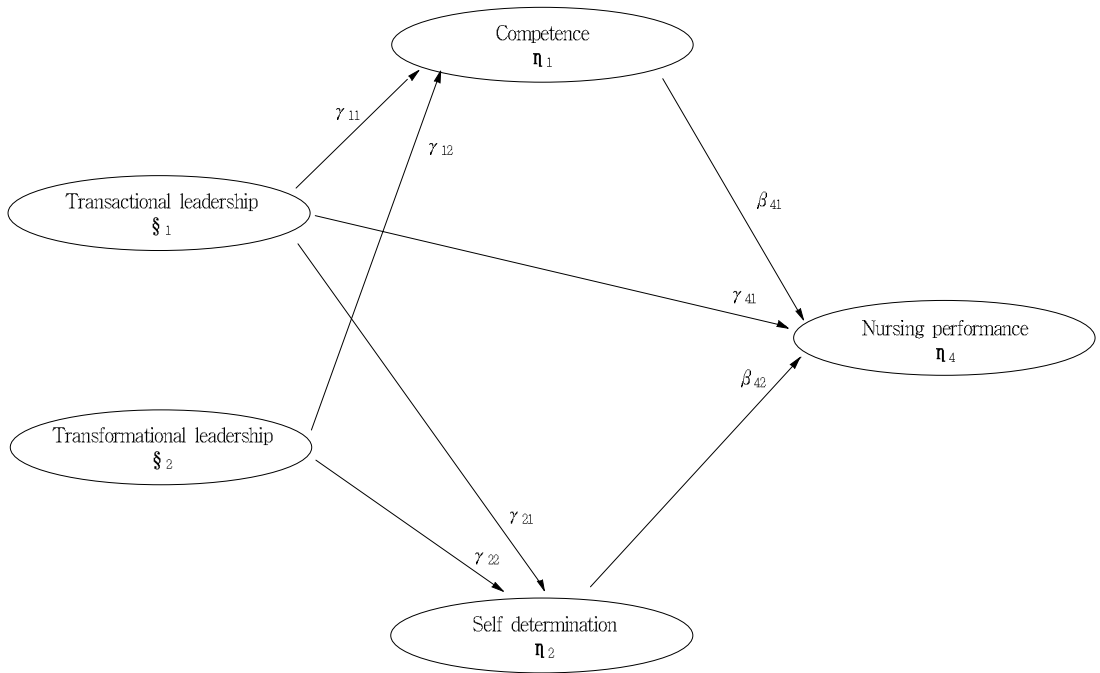 Competence
η 1
γ 11
γ 12
Transactional leadership
§ 1
β 41
γ 41
Nursing performance
η 4
β 42
Transformational leadership
§ 2
γ 21
γ 22
Self determination
η 2